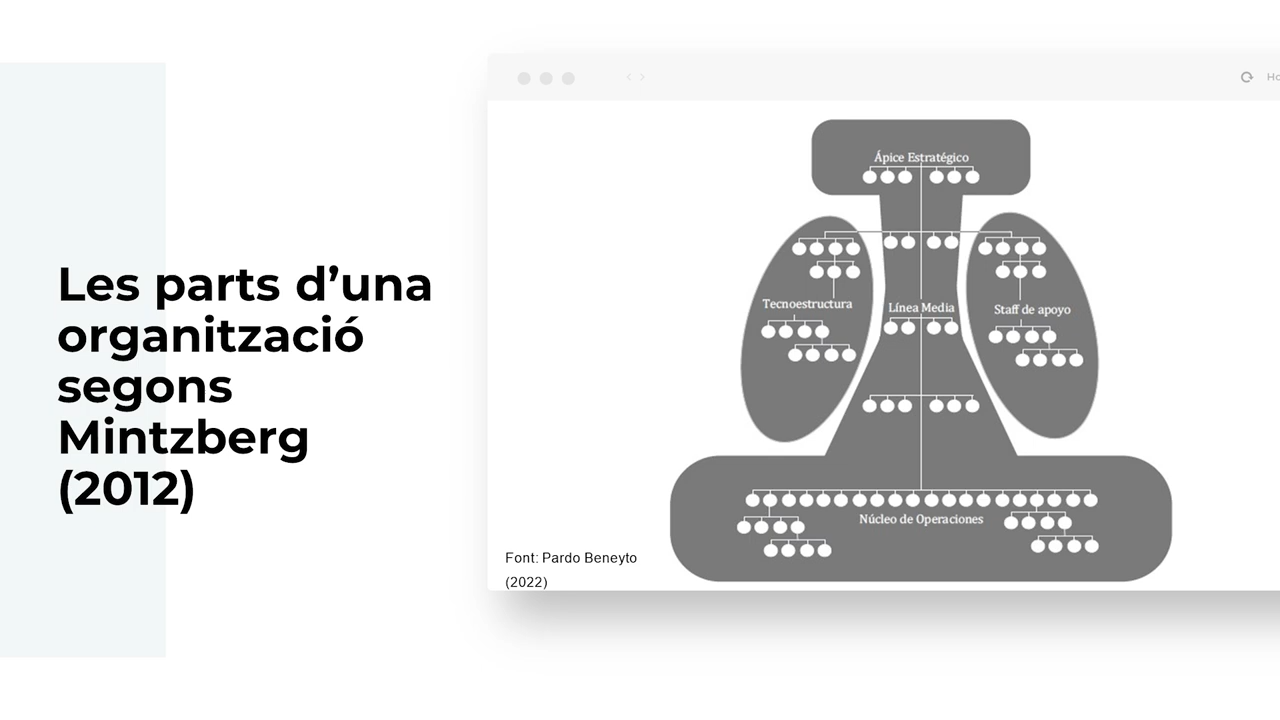 Les parts d’una
organització
segons
Mintzberg
(2012)
Ápice Estratégico
Tecnoestructura
Línea Media
Staff de apoyo
Núcleo de Operaciones
Font: Pardo Beneyto
(2022)